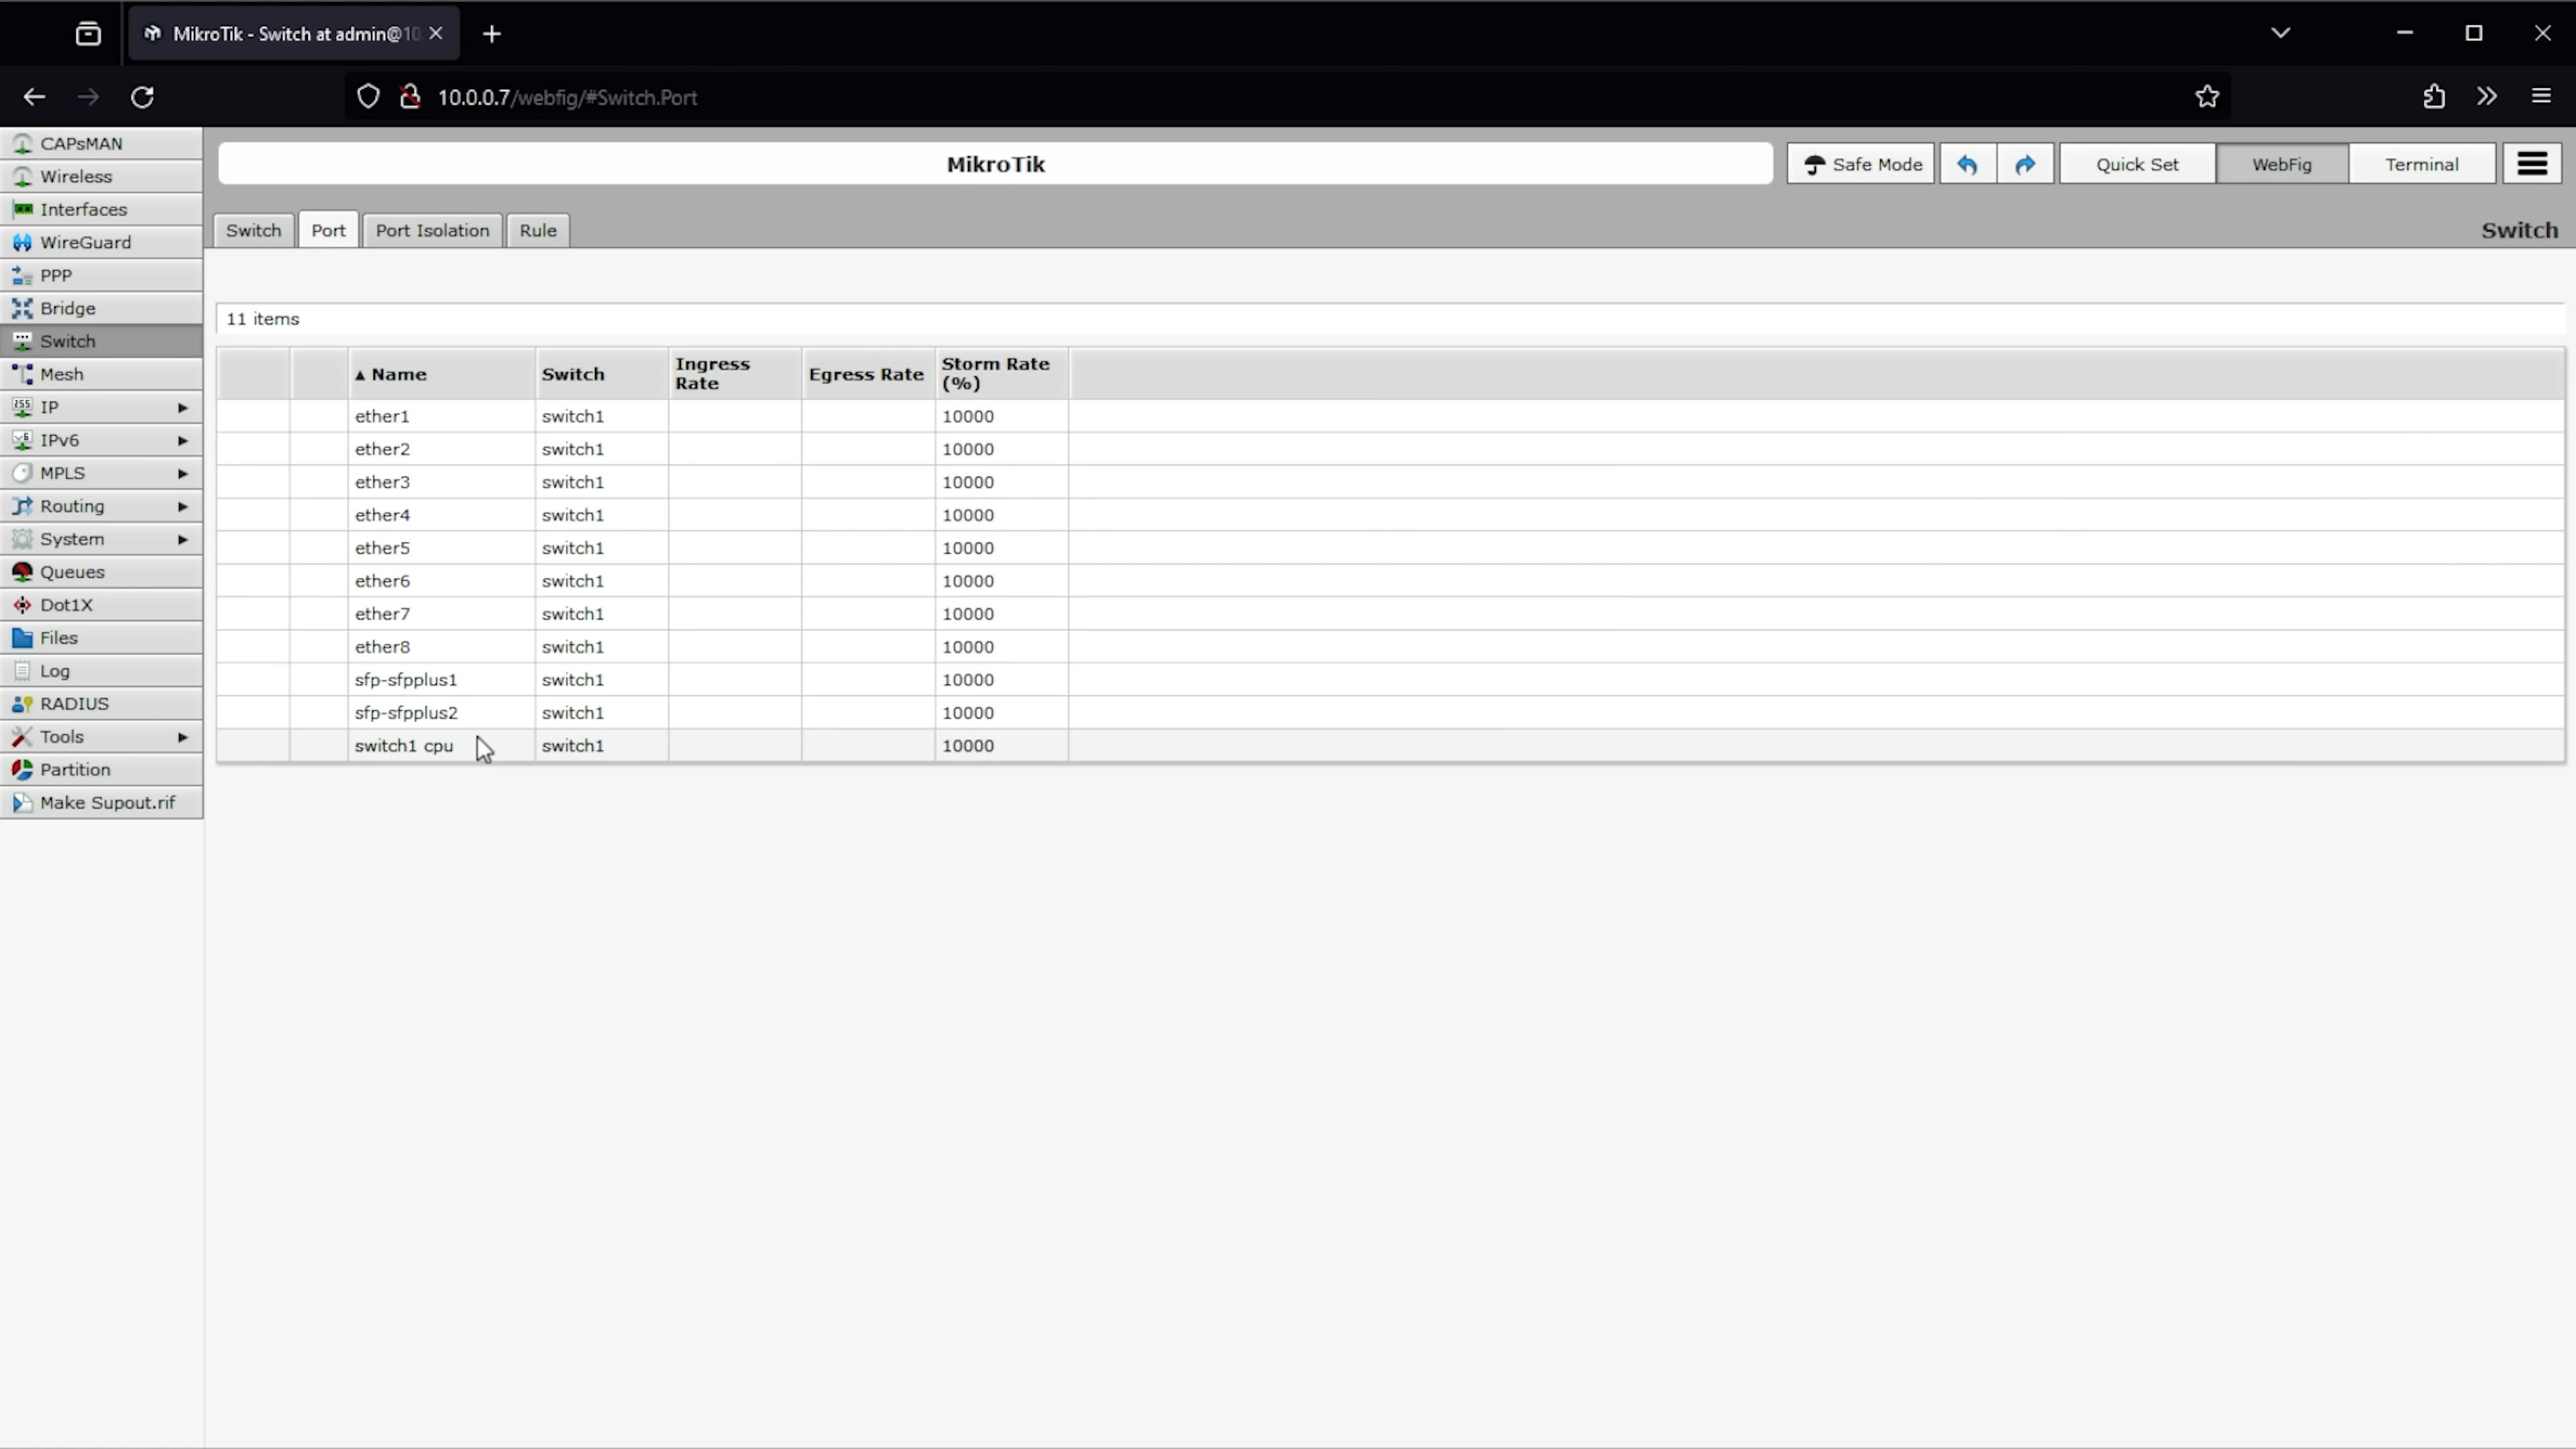 MikroTik - Switch at admin@10
10.0.0.7/webfig/#Switch.Port
CAPsMAN
Wireless
Interfaces
WireGuard
PPP
Bridge
Switch
Mesh
IP
IPv6
MPLS
Routing
System
Queues
Dot1X
Files
Log
RADIUS
Tools
Partition
Make Supout.rif
MikroTik
Safe Mode
Quick Set
WebFig
Terminal
Switch Port Port Isolation Rule
Switch
11 items
▲ Name Switch Ingress Rate Egress Rate Storm Rate (%)
ether1 switch1 10000
ether2 switch1 10000
ether3 switch1 10000
ether4 switch1 10000
ether5 switch1 10000
ether6 switch1 10000
ether7 switch1 10000
ether8 switch1 10000
sfp-sfpplus1 switch1 10000
sfp-sfpplus2 switch1 10000
switch1 cpu switch1 10000